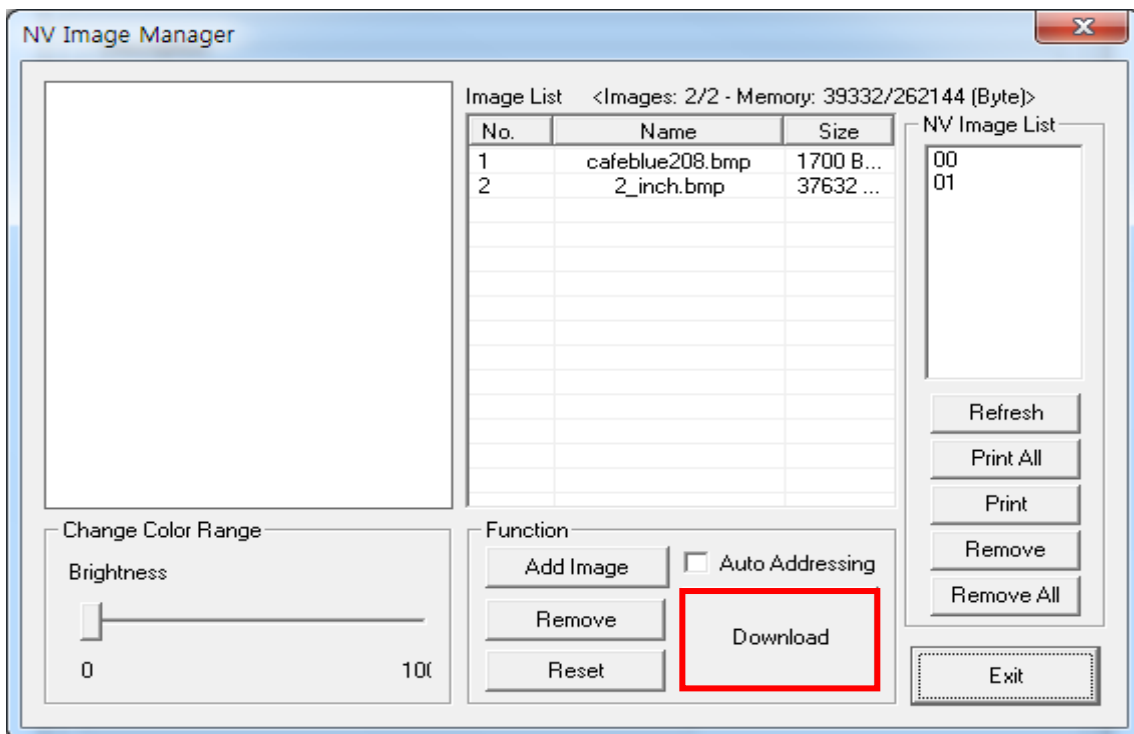 NV Image Manager
Image List <Images: 2/2 - Memory: 39332/262144 (Byte)>
No. Name Size
1 cafeblue208.bmp 1700 B...
2 2_inch.bmp 37632 ...
NV Image List
00
01
Refresh
Print All
Print
Remove
Remove All
Change Color Range
Brightness
0 100
Function
Add Image
Auto Addressing
Remove
Download
Reset
Exit